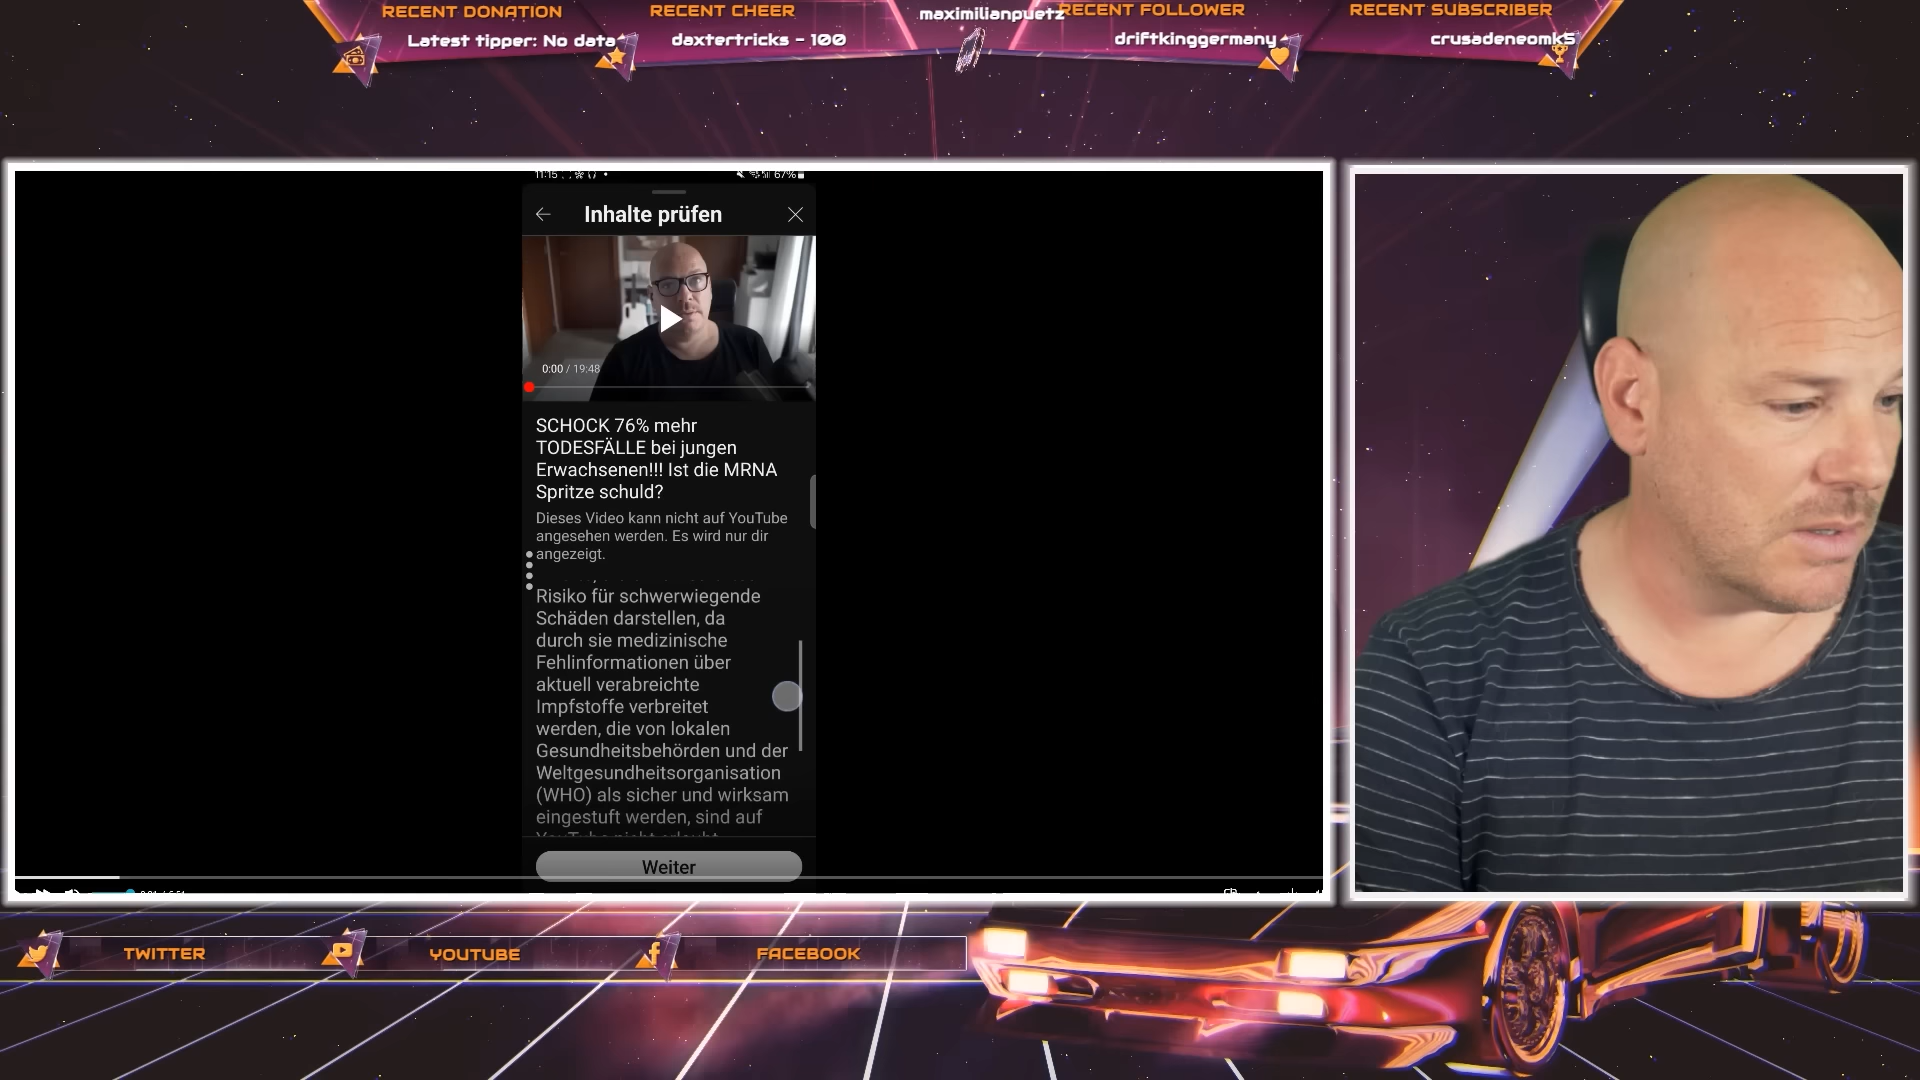 RECENT DONATION
Latest tipper: No data
RECENT CHEER
daxtertricks - 100
maximilianpuetz
RECENT FOLLOWER
driftkinggermany
RECENT SUBSCRIBER
crusadeneomk5
11:15
67%
Inhalte prüfen
0:00 / 19:48
SCHOCK 76% mehr
TODESFÄLLE bei jungen
Erwachsenen!!! Ist die MRNA
Spritze schuld?
Dieses Video kann nicht auf YouTube
angesehen werden. Es wird nur dir
angezeigt.
Risiko für schwerwiegende
Schäden darstellen, da
durch sie medizinische
Fehlinformationen über
aktuell verabreichte
Impfstoffe verbreitet
werden, die von lokalen
Gesundheitsbehörden und der
Weltgesundheitsorganisation
(WHO) als sicher und wirksam
eingestuft werden, sind auf
Weiter
TWITTER
YOUTUBE
FACEBOOK